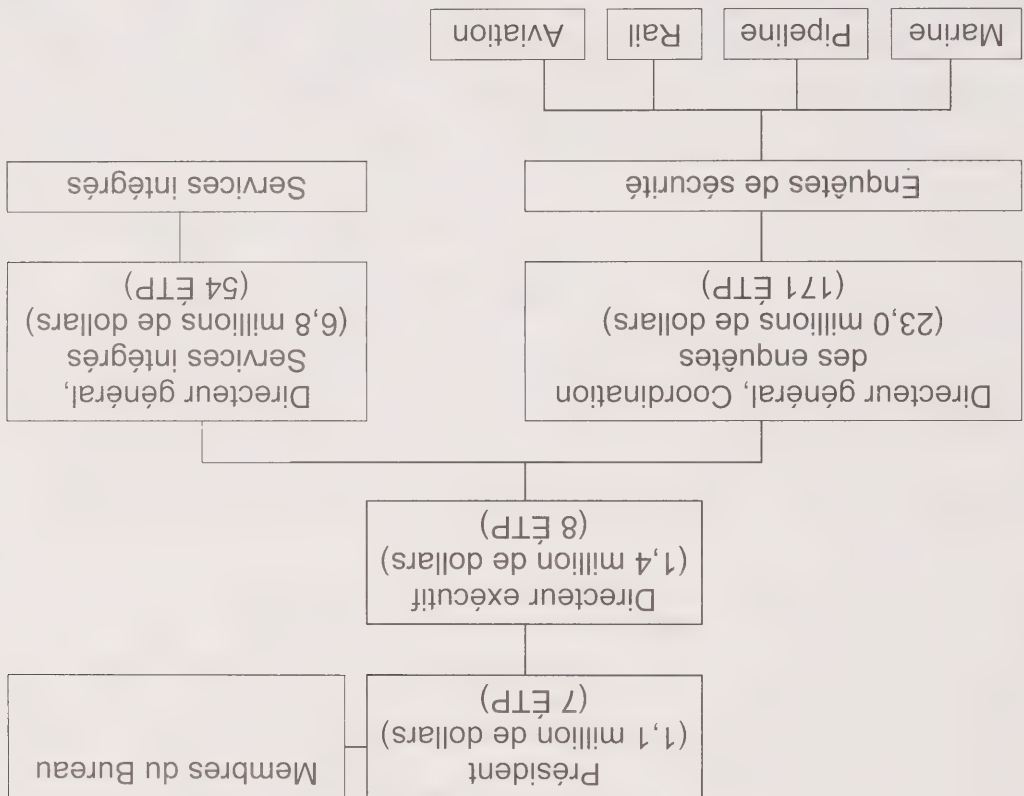 Président
(1,1 million de dollars)
(7 ÉTP)
Membres du Bureau
Directeur exécutif
(1,4 million de dollars)
(8 ÉTP)
Directeur général, Coordination
des enquêtes
(23,0 millions de dollars)
(171 ÉTP)
Directeur général,
Services intégrés
(6,8 millions de dollars)
(54 ÉTP)
Enquêtes de sécurité
Services intégrés
Marine
Pipeline
Rail
Aviation